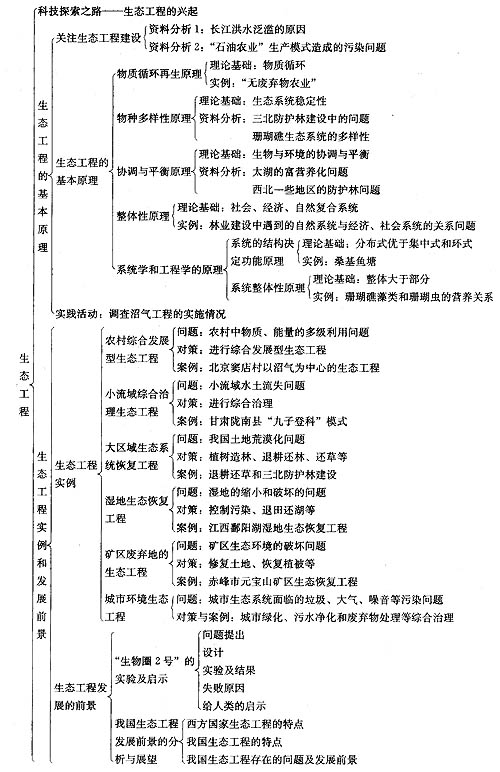 科技探索之路——生态工程的兴起
关注生态工程建设
资料分析1：长江洪水泛滥的原因
资料分析2：“石油农业”生产模式造成的污染问题
生态工程的基本原理
生态工程的
基本原理
物质循环再生原理
理论基础：物质循环
实例：“无废弃物农业”
物种多样性原理
理论基础：生态系统稳定性
资料分析：三北防护林建设中的问题
珊瑚礁生态系统的多样性
协调与平衡原理
理论基础：生物与环境的协调与平衡
资料分析：太湖的富营养化问题
西北一些地区的防护林问题
整体性原理
理论基础：社会、经济、自然复合系统
实例：林业建设中遇到的自然系统与经济、社会系统的关系问题
系统学和工程学的原理
系统的结构决
定功能原理
理论基础：分布式优于集中式和环式
实例：桑基鱼塘
系统整体性原理
理论基础：整体大于部分
实例：珊瑚礁藻类和珊瑚虫的营养关系
实践活动：调查沼气工程的实施情况
生态工程
生态工程实例和发展前景
生态工程
实例
农村综合发展
型生态工程
问题：农村中物质、能量的多级利用问题
对策：进行综合发展型生态工程
案例：北京窦店村以沼气为中心的生态工程
小流域综合治
理生态工程
问题：小流域水土流失问题
对策：进行综合治理
案例：甘肃陇南县“九子登科”模式
大区域生态系
统恢复工程
问题：我国土地荒漠化问题
对策：植树造林、退耕还林、还草等
案例：退耕还草和三北防护林建设
湿地生态恢复
工程
问题：湿地的缩小和破坏的问题
对策：控制污染、退田还湖等
案例：江西鄱阳湖湿地生态恢复工程
矿区废弃地的
生态工程
问题：矿区生态环境的破坏问题
对策：修复土地、恢复植被等
案例：赤峰市元宝山矿区生态恢复工程
城市环境生态
工程
问题：城市生态系统面临的垃圾、大气、噪音等污染问题
对策与案例：城市绿化、污水净化和废弃物处理等综合治理
生态工程发
展的前景
“生物圈2号”的
实验及启示
问题提出
设计
实验及结果
失败原因
给人类的启示
我国生态工程
发展前景的分
析与展望
西方国家生态工程的特点
我国生态工程的特点
我国生态工程存在的问题及发展前景